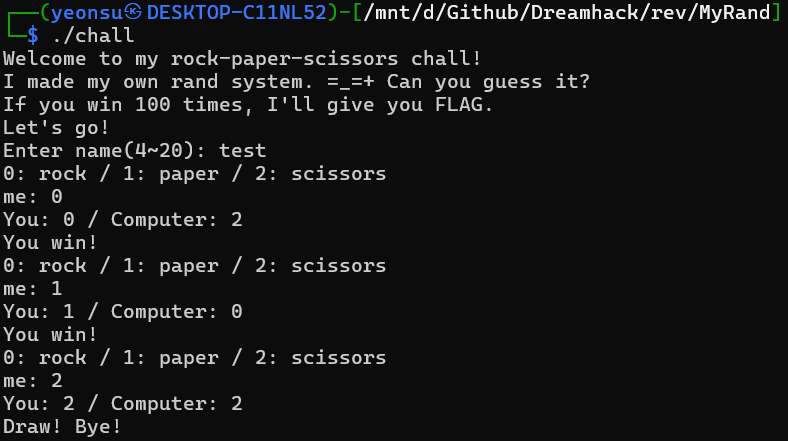 ┌──(yeonsu㉿DESKTOP-C11NL52)-[/mnt/d/Github/Dreamhack/rev/MyRand]
└─$ ./chall
Welcome to my rock-paper-scissors chall!
I made my own rand system. =_=+ Can you guess it?
If you win 100 times, I'll give you FLAG.
Let's go!
Enter name(4~20): test
0: rock / 1: paper / 2: scissors
me: 0
You: 0 / Computer: 2
You win!
0: rock / 1: paper / 2: scissors
me: 1
You: 1 / Computer: 0
You win!
0: rock / 1: paper / 2: scissors
me: 2
You: 2 / Computer: 2
Draw! Bye!